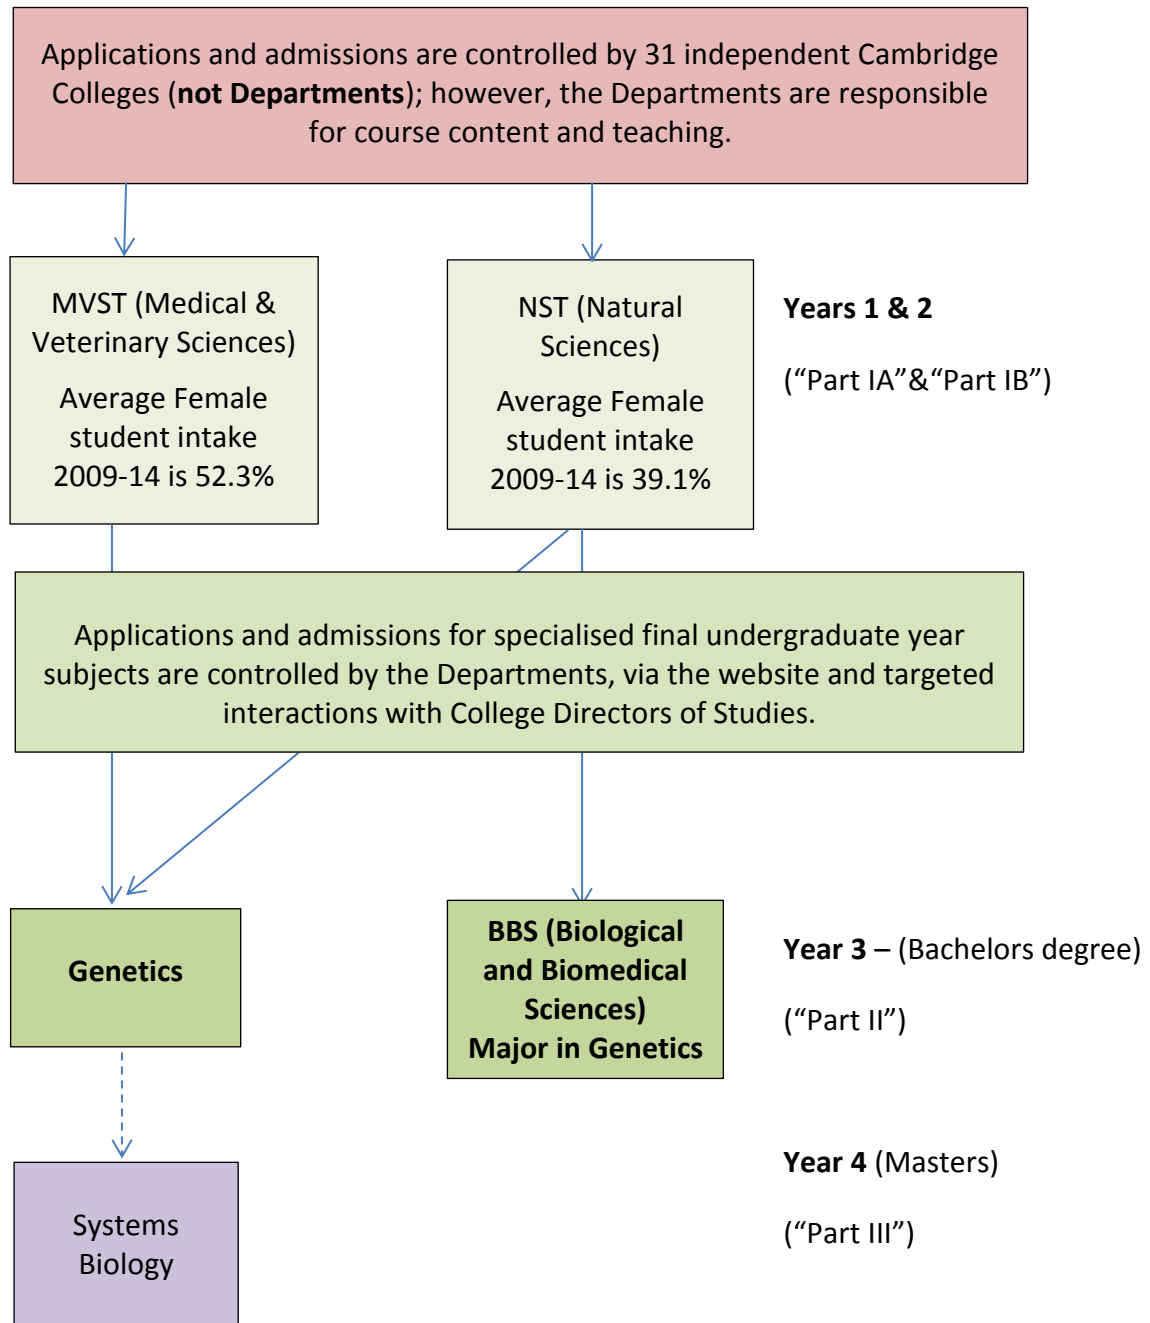 Applications and admissions are controlled by 31 independent Cambridge
Colleges (not Departments); however, the Departments are responsible
for course content and teaching.
MVST (Medical &
Veterinary Sciences)
Average Female
student intake
2009-14 is 52.3%
NST (Natural
Sciences)
Average Female
student intake
2009-14 is 39.1%
Years 1 & 2
(“Part IA”&“Part IB”)
Applications and admissions for specialised final undergraduate year
subjects are controlled by the Departments, via the website and targeted
interactions with College Directors of Studies.
Genetics
BBS (Biological
and Biomedical
Sciences)
Major in Genetics
Year 3 – (Bachelors degree)
(“Part II”)
Systems
Biology
Year 4 (Masters)
(“Part III”)